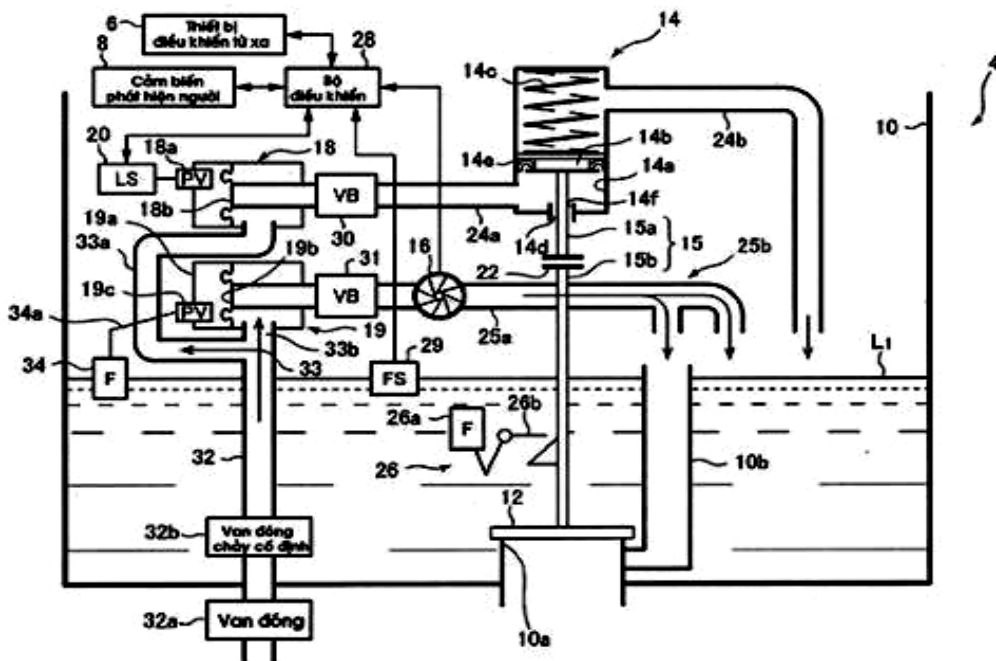 6
Thiết bị
điều khiển từ xa
28
14
8
Cảm biến
phát hiện người
Bộ
điều khiển
14c
4
20
18a
18
24b
10
14b
14e
14a
LS
PV
VB
18b
14f
19a
30
24a
14d
15a
15
33a
19b
31
16
22
15b
25b
19c
PV
VB
34a
19
25a
33b
29
34
F
33
FS
L1
26a
F
26b
32
26
10b
12
32b
Van dòng
chảy cố định
32a
Van đóng
10a